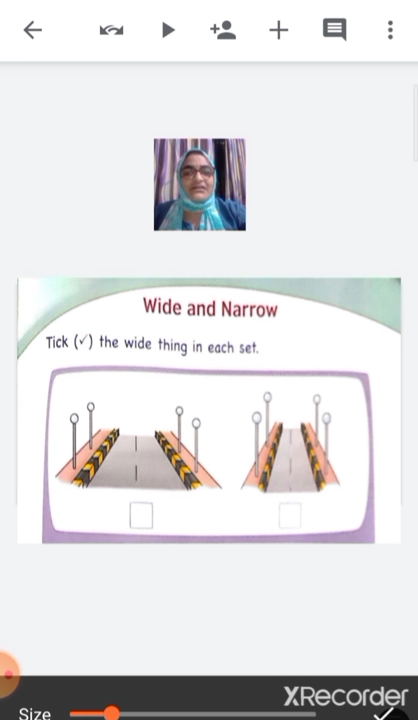 Wide and Narrow
Tick (✓) the wide thing in each set.
XRecorder
Size